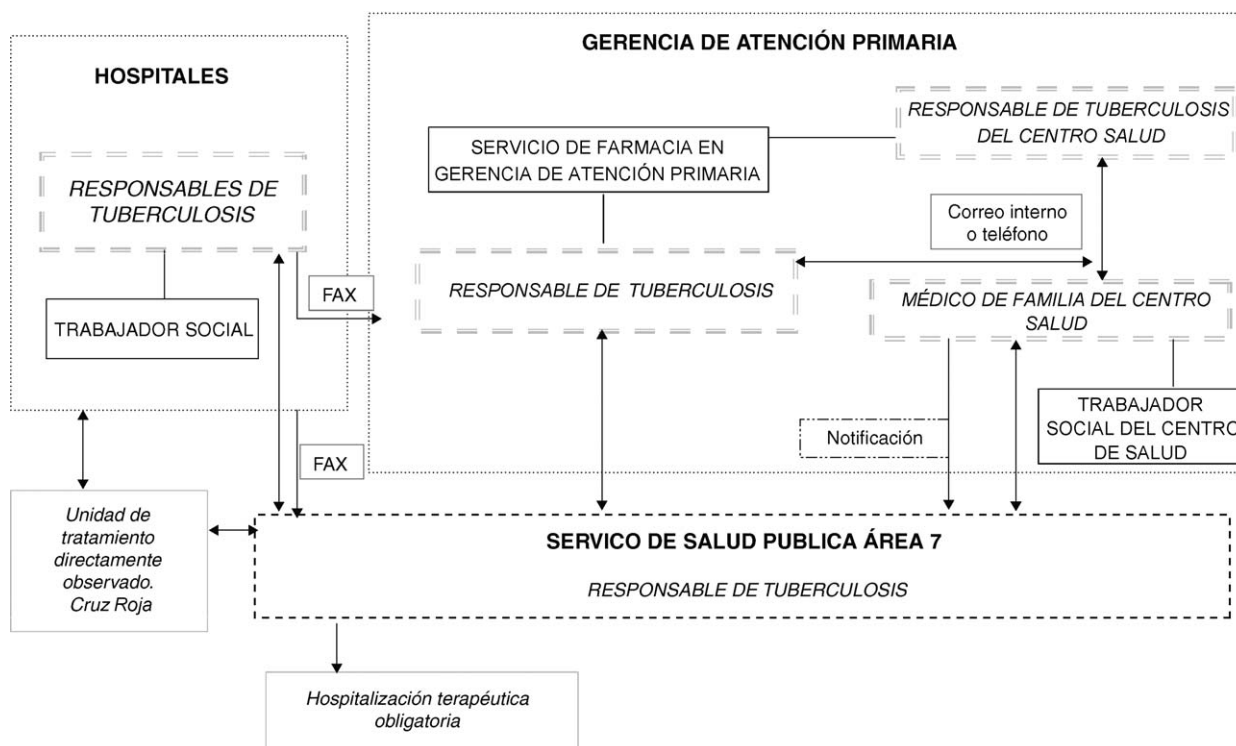 HOSPITALES
RESPONSABLES DE
TUBERCULOSIS
TRABAJADOR SOCIAL
FAX
FAX
GERENCIA DE ATENCIÓN PRIMARIA
SERVICIO DE FARMACIA EN
GERENCIA DE ATENCIÓN PRIMARIA
RESPONSABLE DE TUBERCULOSIS
DEL CENTRO SALUD
Correo interno
o teléfono
RESPONSABLE DE TUBERCULOSIS
MÉDICO DE FAMILIA DEL CENTRO
SALUD
Notificación
TRABAJADOR
SOCIAL DEL CENTRO
DE SALUD
Unidad de
tratamiento
directamente
observado.
Cruz Roja
SERVICO DE SALUD PUBLICA ÁREA 7
RESPONSABLE DE TUBERCULOSIS
Hospitalización terapéutica
obligatoria